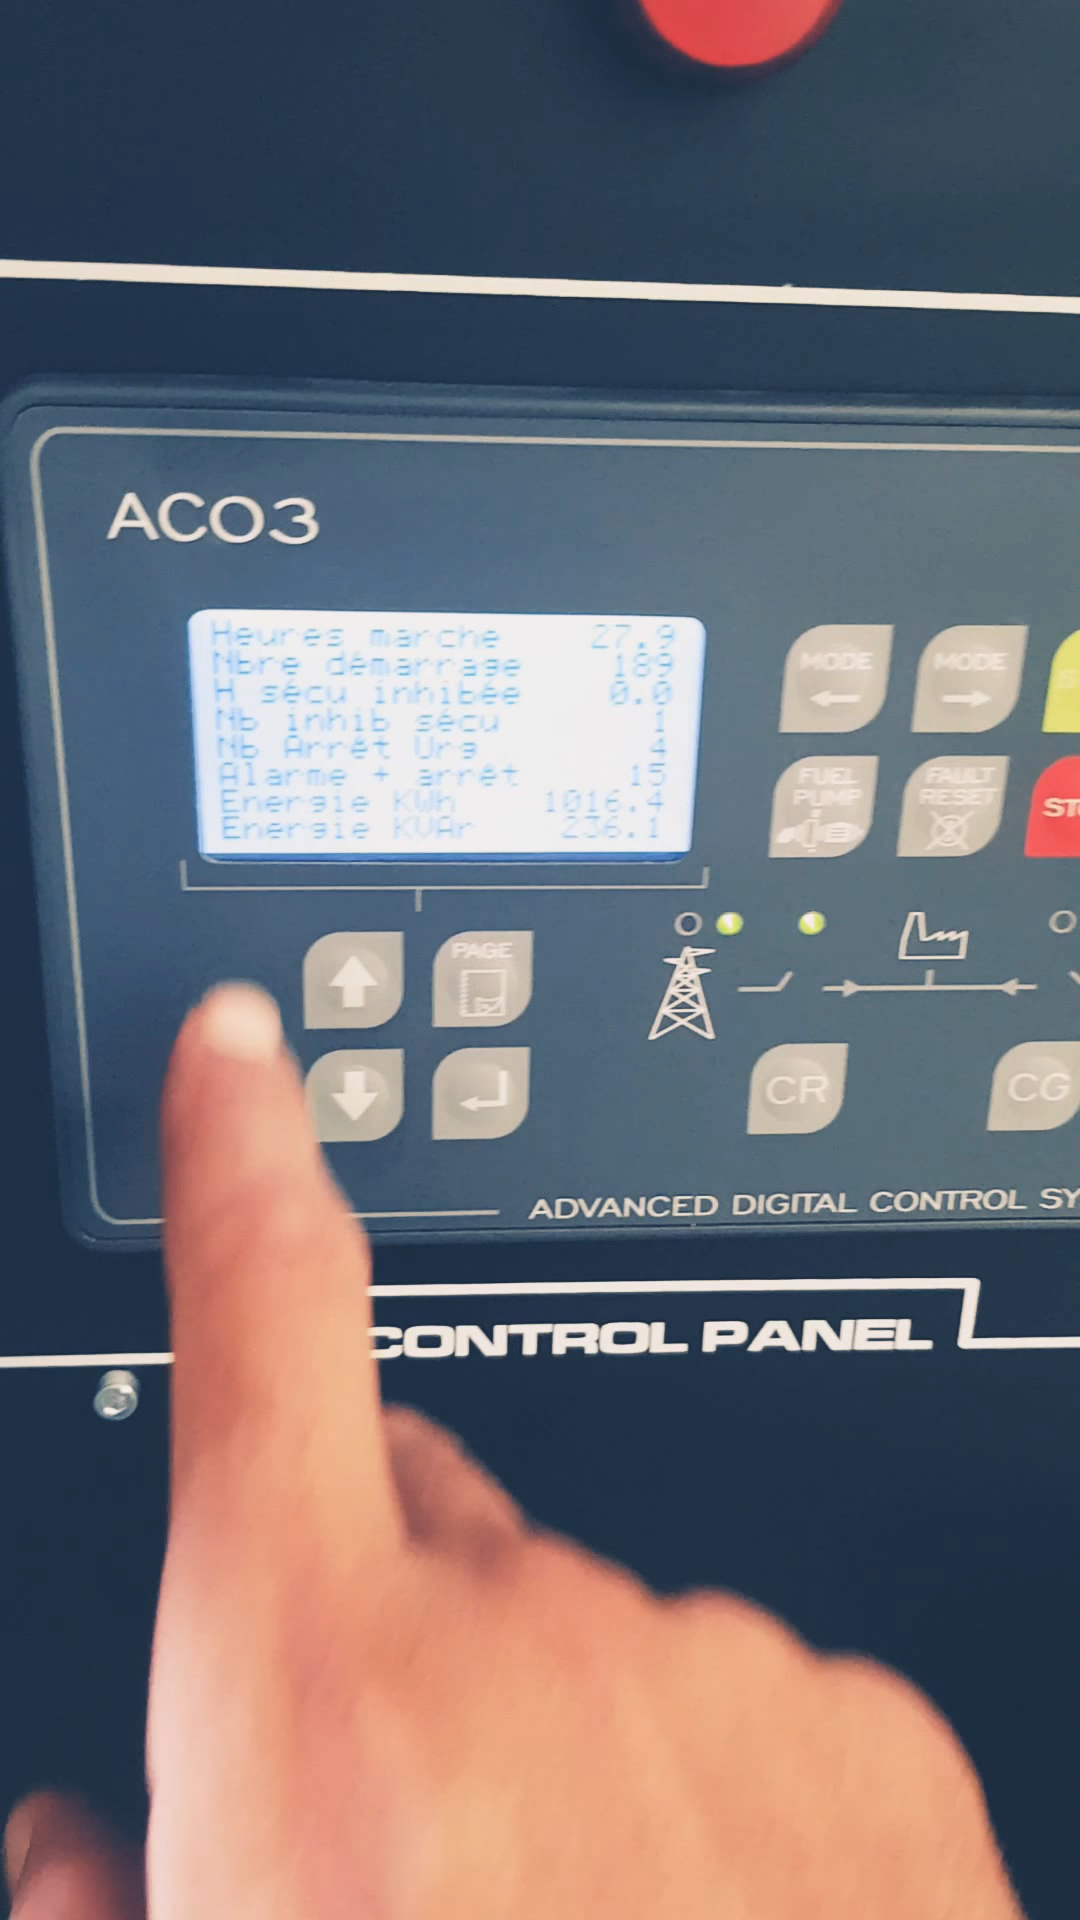 ACO3
Heures marche 27.9
Nbre démarrage 189
H sécu inhibée 0.0
Nb inhib sécu 1
Nb Arrêt Urg 4
Alarme + arrêt 15
Energie KWh 1016.4
Energie KVAr 236.1
MODE
MODE
FUEL PUMP
FAULT RESET
PAGE
CR
CG
ADVANCED DIGITAL CONTROL
CONTROL PANEL